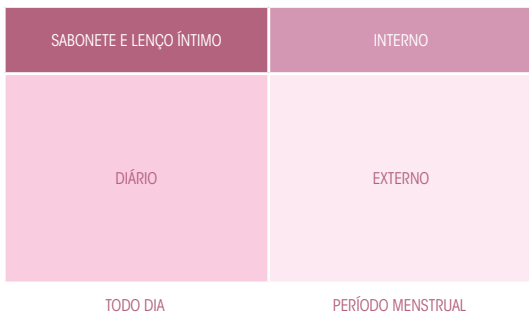 SABONETE E LENÇO ÍNTIMO
INTERNO
DIÁRIO
EXTERNO
TODO DIA
PERÍODO MENSTRUAL